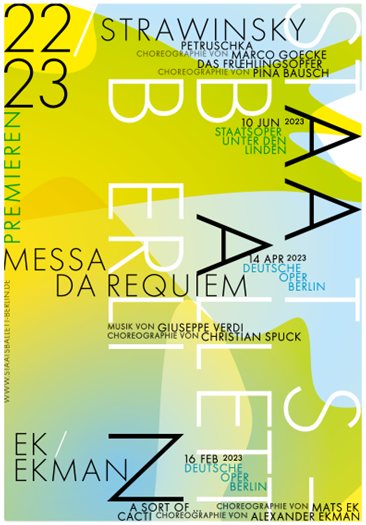 22/
23
STRAWINSKY
PETRUSCHKA
CHOREOGRAPHIE VON MARCO GOECKE
DAS FRÜHLINGSOPFER
CHOREOGRAPHIE VON PINA BAUSCH
10 JUN 2023
STAATSOPER
UNTER DEN
LINDEN
PREMIEREN
STAATS
BALLETT
BERLIN
MESSA
DA REQUIEM
14 APR 2023
DEUTSCHE
OPER
BERLIN
MUSIK VON GIUSEPPE VERDI
CHOREOGRAPHIE VON CHRISTIAN SPUCK
WWW.STAATSBALLETT-BERLIN.DE
EK/
EKMAN
16 FEB 2023
DEUTSCHE
OPER
BERLIN
A SORT OF ... CHOREOGRAPHIE VON MATS EK
CACTI CHOREOGRAPHIE VON ALEXANDER EKMAN